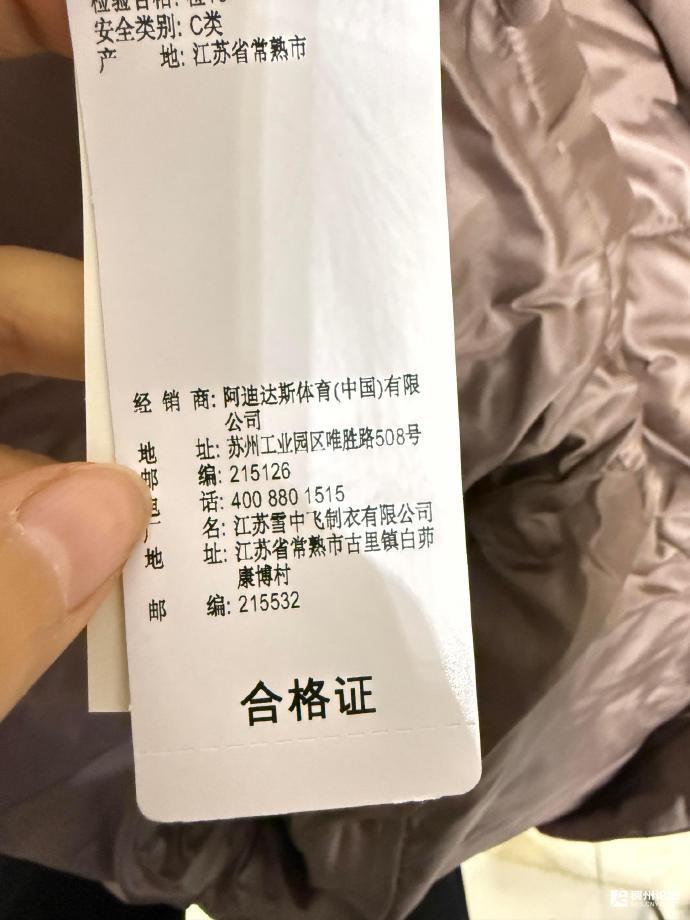 安全类别: C类
产 地: 江苏省常熟市
经 销 商: 阿迪达斯体育(中国)有限
公司
地 址: 苏州工业园区唯胜路508号
邮 编: 215126
电 话: 400 880 1515
厂 名: 江苏雪中飞制衣有限公司
地 址: 江苏省常熟市古里镇白茆
康博村
邮 编: 215532
合格证